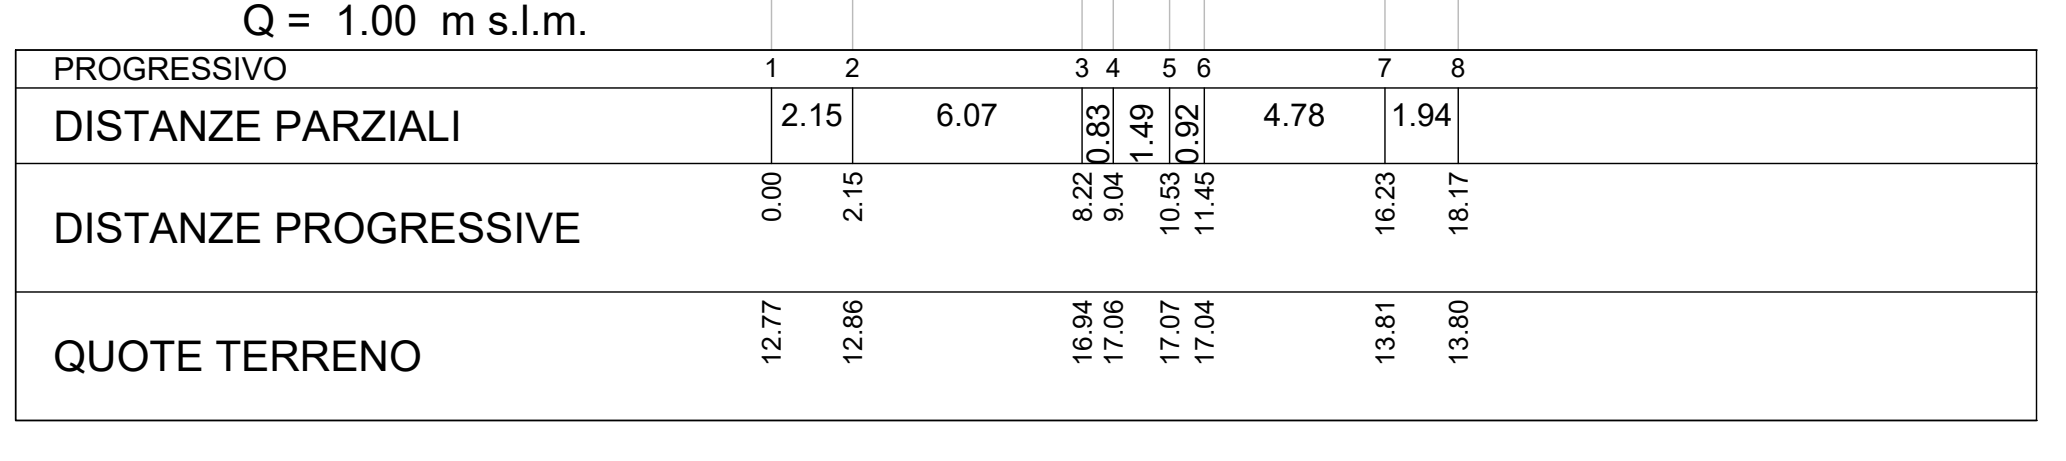 Q = 1.00 m s.l.m.
PROGRESSIVO 1 2 3 4 5 6 7 8
DISTANZE PARZIALI 2.15 6.07 0.83 1.49 0.92 4.78 1.94
DISTANZE PROGRESSIVE 0.00 2.15 8.22 9.04 10.53 11.45 16.23 18.17
QUOTE TERRENO 12.77 12.86 16.94 17.06 17.07 17.04 13.81 13.80